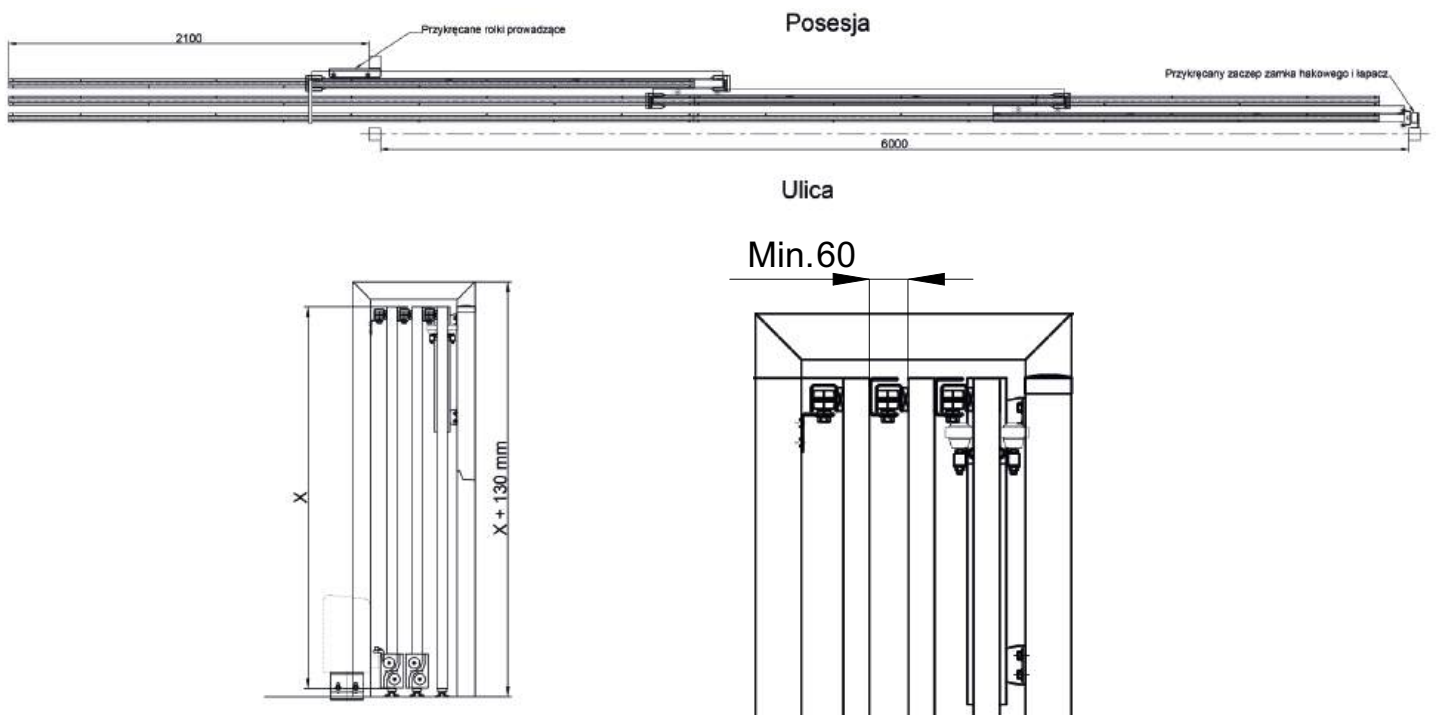 Posesja
Przykręcane rolki prowadzące
2100
Przykręcany zaczep zamka hakowego i łapacz
6000
Ulica
Min.60
X
X + 130 mm